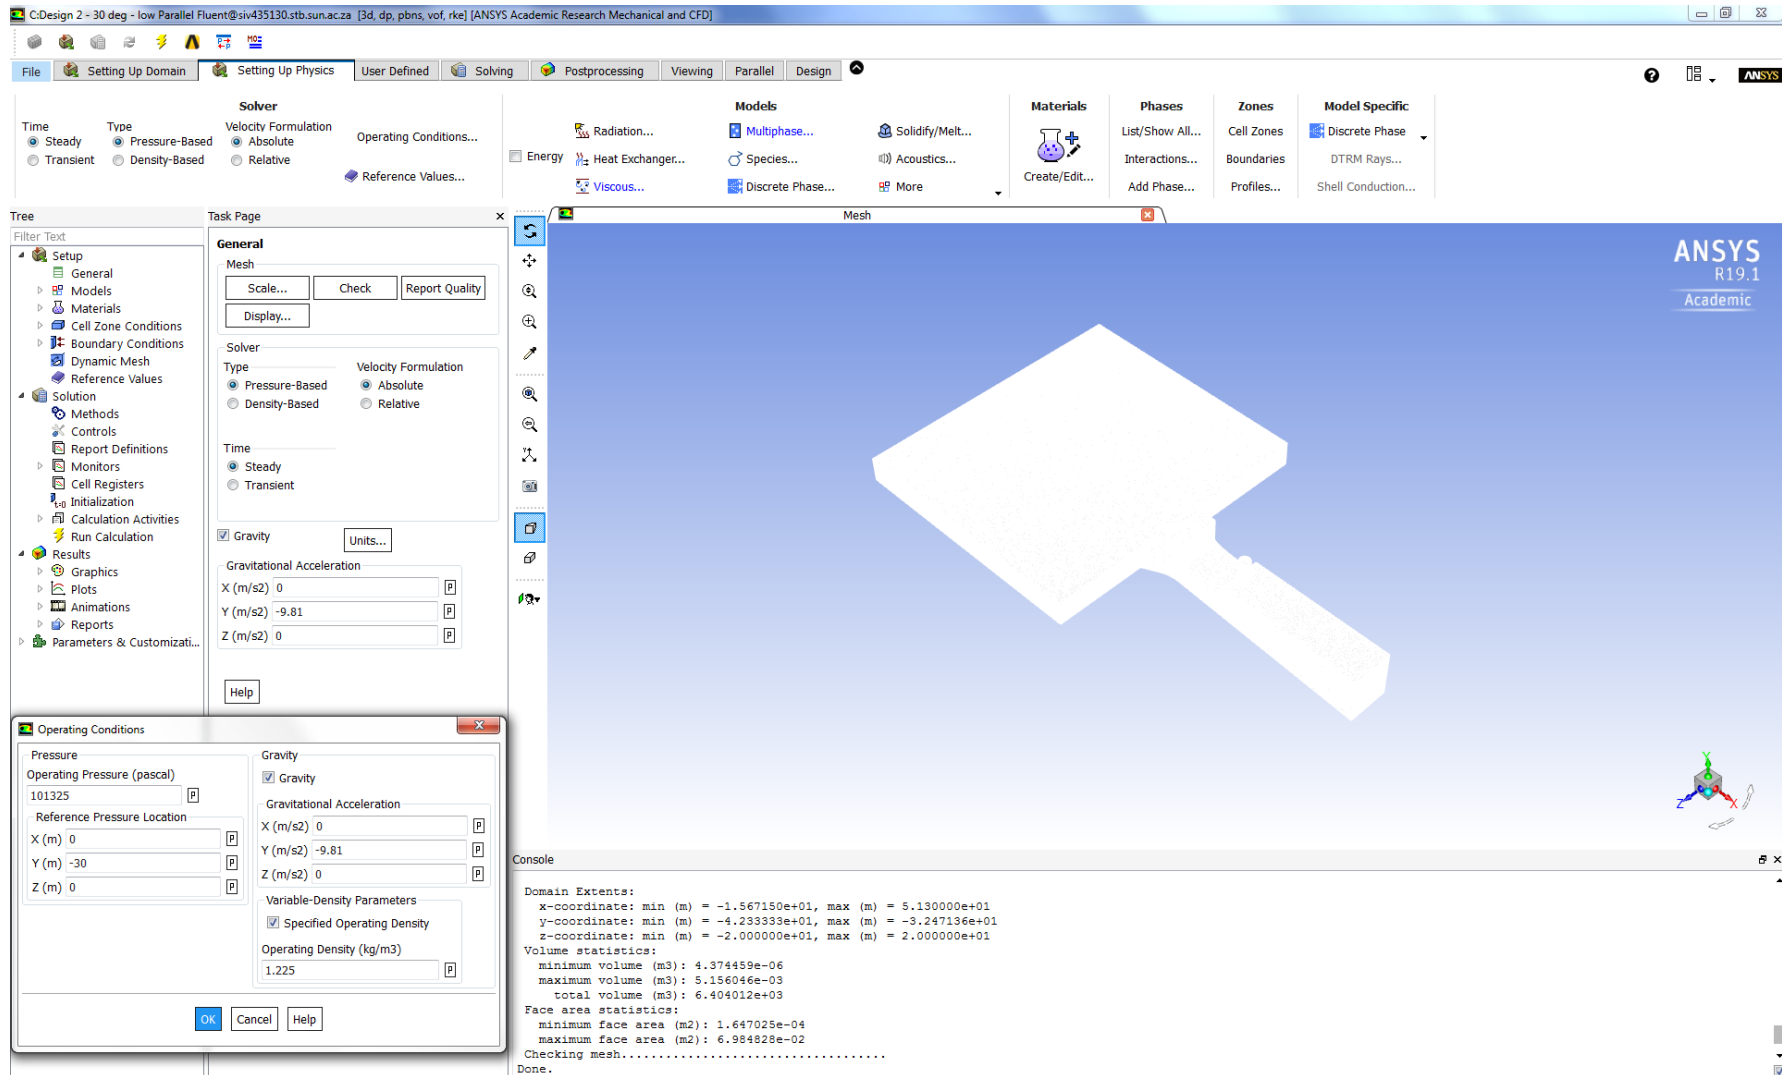 C:Design 2 - 30 deg - low Parallel Fluent@siv435130.stb.sun.ac.za [3d, dp, pbns, vof, rke] [ANSYS Academic Research Mechanical and CFD]
File Setting Up Domain Setting Up Physics User Defined Solving Postprocessing Viewing Parallel Design
ANSYS
Solver
Time Type Velocity Formulation
Steady Pressure-Based Absolute
Transient Density-Based Relative
Operating Conditions...
Reference Values...
Models
Energy
Radiation... Multiphase... Solidify/Melt...
Heat Exchanger... Species... Acoustics...
Viscous... Discrete Phase... More
Materials
Create/Edit...
Phases
List/Show All...
Interactions...
Add Phase...
Zones
Cell Zones
Boundaries
Profiles...
Model Specific
Discrete Phase
DTRM Rays...
Shell Conduction...
Tree
Filter Text
Setup
General
Models
Materials
Cell Zone Conditions
Boundary Conditions
Dynamic Mesh
Reference Values
Solution
Methods
Controls
Report Definitions
Monitors
Cell Registers
Initialization
Calculation Activities
Run Calculation
Results
Graphics
Plots
Animations
Reports
Parameters & Customizati...
Task Page
General
Mesh
Scale... Check Report Quality
Display...
Solver
Type Velocity Formulation
Pressure-Based Absolute
Density-Based Relative
Time
Steady
Transient
Gravity Units...
Gravitational Acceleration
X (m/s2) 0 P
Y (m/s2) -9.81 P
Z (m/s2) 0 P
Help
Mesh
ANSYS
R19.1
Academic
Y
Z X
Operating Conditions
Pressure
Operating Pressure (pascal)
101325 P
Reference Pressure Location
X (m) 0 P
Y (m) -30 P
Z (m) 0 P
Gravity
Gravity
Gravitational Acceleration
X (m/s2) 0 P
Y (m/s2) -9.81 P
Z (m/s2) 0 P
Variable-Density Parameters
Specified Operating Density
Operating Density (kg/m3)
1.225 P
OK Cancel Help
Console
Domain Extents:
x-coordinate: min (m) = -1.567150e+01, max (m) = 5.130000e+01
y-coordinate: min (m) = -4.233333e+01, max (m) = -3.247136e+01
z-coordinate: min (m) = -2.000000e+01, max (m) = 2.000000e+01
Volume statistics:
minimum volume (m3): 4.374459e-06
maximum volume (m3): 5.156046e-03
total volume (m3): 6.404012e+03
Face area statistics:
minimum face area (m2): 1.647025e-04
maximum face area (m2): 6.984828e-02
Checking mesh....................................
Done.